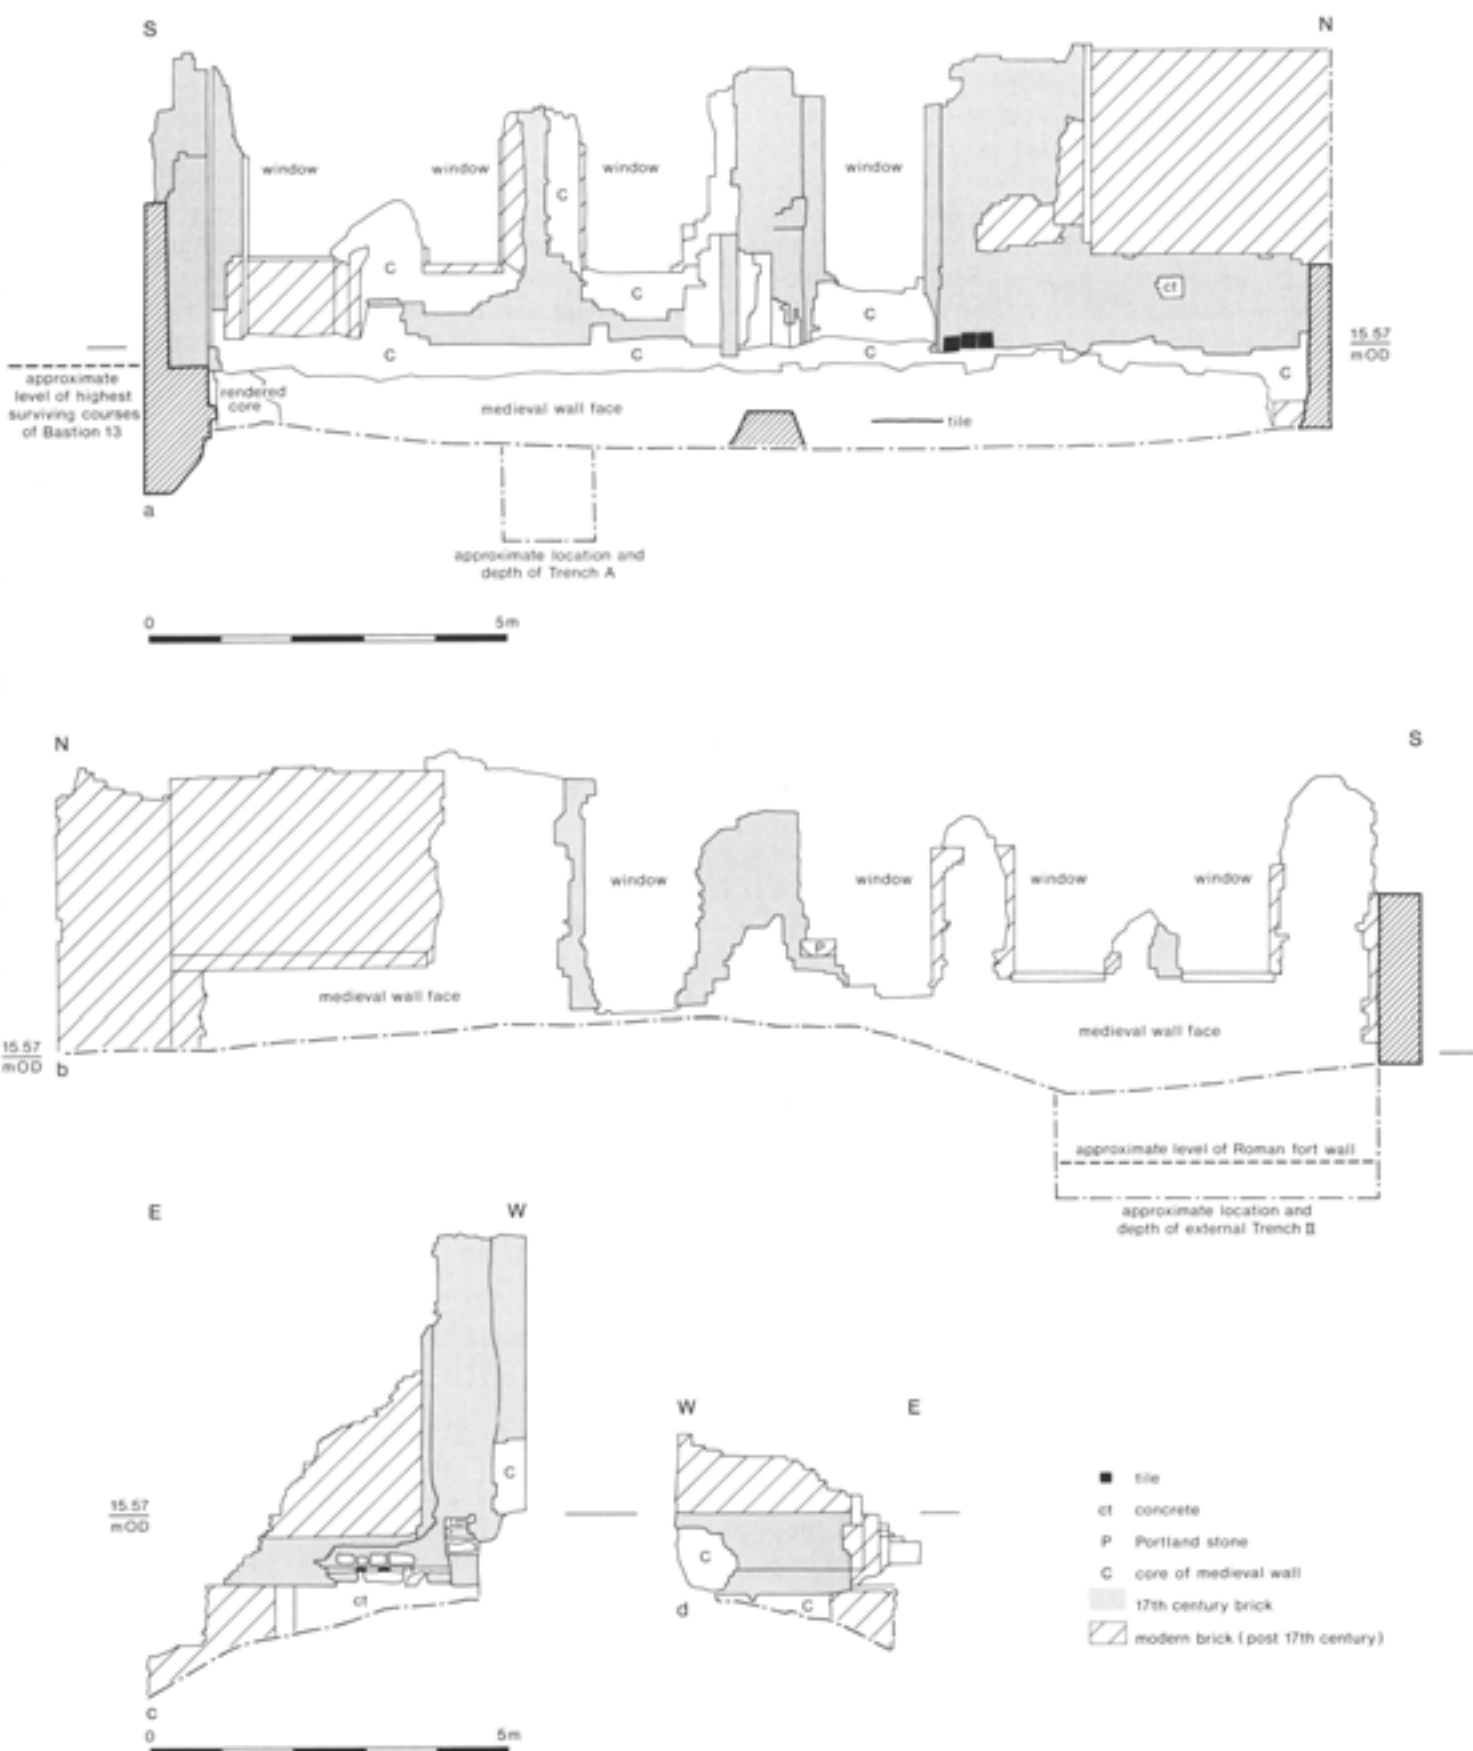 S
N
window
window
window
window
C
C
C
C
ct
C
C
C
C
15.57
mOD
approximate
level of highest
surviving courses
of Bastion 13
rendered
core
medieval wall face
tile
a
approximate location and
depth of Trench A
0
5m
N
S
window
window
window
window
P
medieval wall face
medieval wall face
15.57
mOD
b
approximate level of Roman fort wall
approximate location and
depth of external Trench II
E
W
C
15.57
mOD
ct
c
0
5m
W
E
C
C
d
tile
ct concrete
P Portland stone
C core of medieval wall
17th century brick
modern brick (post 17th century)